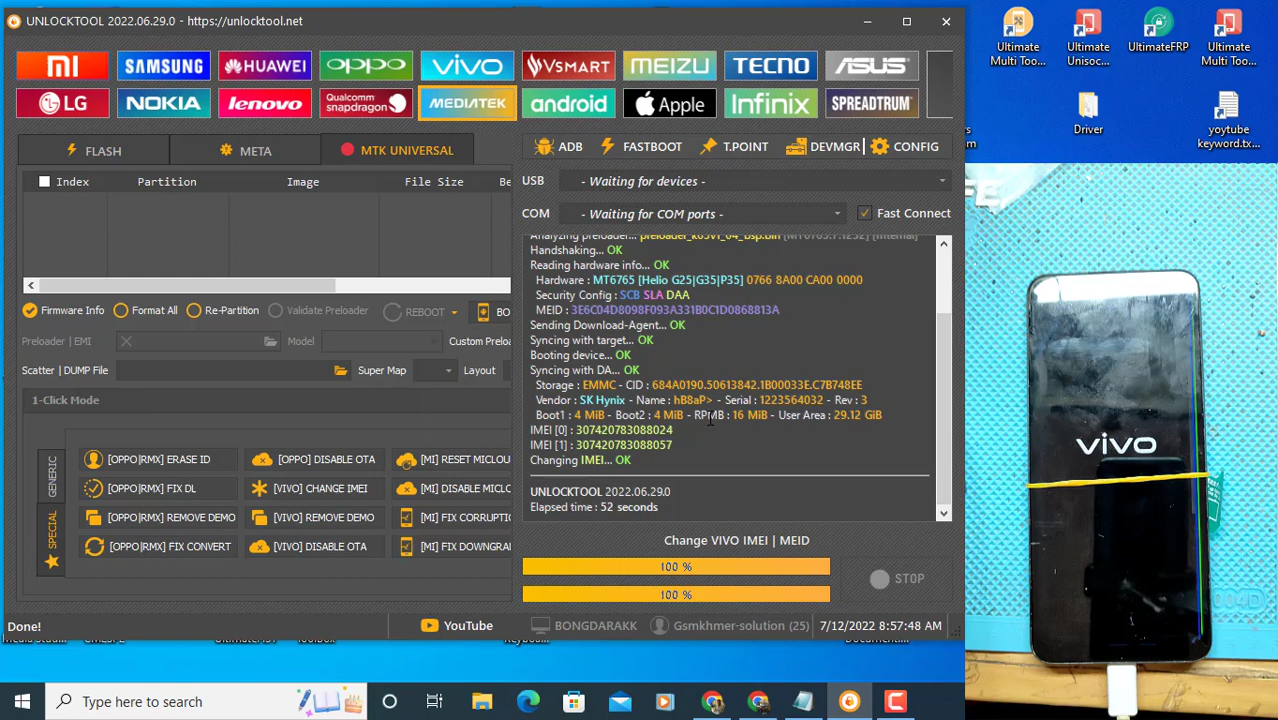 UNLOCKTOOL 2022.06.29.0 - https://unlocktool.net
mi SAMSUNG HUAWEI oppo vivo VSMART MEIZU TECNO ASUS
LG NOKIA lenovo Qualcomm snapdragon MEDIATEK android Apple Infinix SPREADTRUM
FLASH META MTK UNIVERSAL
ADB FASTBOOT T.POINT DEVMGR CONFIG
Index Partition Image File Size Be
USB - Waiting for devices -
COM - Waiting for COM ports - Fast Connect
Analyzing preloader... preloader_k65v1_64_bsp.bin [MT6765:P:1232] [Internal]
Handshaking... OK
Reading hardware info... OK
Hardware : MT6765 [Helio G25|G35|P35] 0766 8A00 CA00 0000
Security Config : SCB SLA DAA
MEID : 3E6C04D8098F093A331B0C1D0868813A
Sending Download-Agent... OK
Syncing with target... OK
Booting device... OK
Syncing with DA... OK
Storage : EMMC - CID : 684A0190.50613842.1B00033E.C7B748EE
Vendor : SK Hynix - Name : hB8aP> - Serial : 1223564032 - Rev : 3
Boot1 : 4 MiB - Boot2 : 4 MiB - RPMB : 16 MiB - User Area : 29.12 GiB
IMEI [0] : 307420783088024
IMEI [1] : 307420783088057
Changing IMEI... OK
UNLOCKTOOL 2022.06.29.0
Elapsed time : 52 seconds
Firmware Info Format All Re-Partition Validate Preloader REBOOT BO
Preloader | EMI Model Custom Prelo
Scatter | DUMP File Super Map Layout
1-Click Mode
GENERIC
SPECIAL
[OPPO|RMX] ERASE ID [OPPO] DISABLE OTA [MI] RESET MICLOU
[OPPO|RMX] FIX DL [VIVO] CHANGE IMEI [MI] DISABLE MICLO
[OPPO|RMX] REMOVE DEMO [VIVO] REMOVE DEMO [MI] FIX CORRUPTIO
[OPPO|RMX] FIX CONVERT [VIVO] DISABLE OTA [MI] FIX DOWNGRA
Change VIVO IMEI | MEID
100 %
100 %
STOP
Done! YouTube BONGDARAKK Gsmkhmer-solution (25) 7/12/2022 8:57:48 AM
Type here to search
Ultimate Multi Too...
Ultimate Unisoc...
UltimateFRP
Ultimate Multi Too...
Driver
yoytube keyword.tx...
vivo